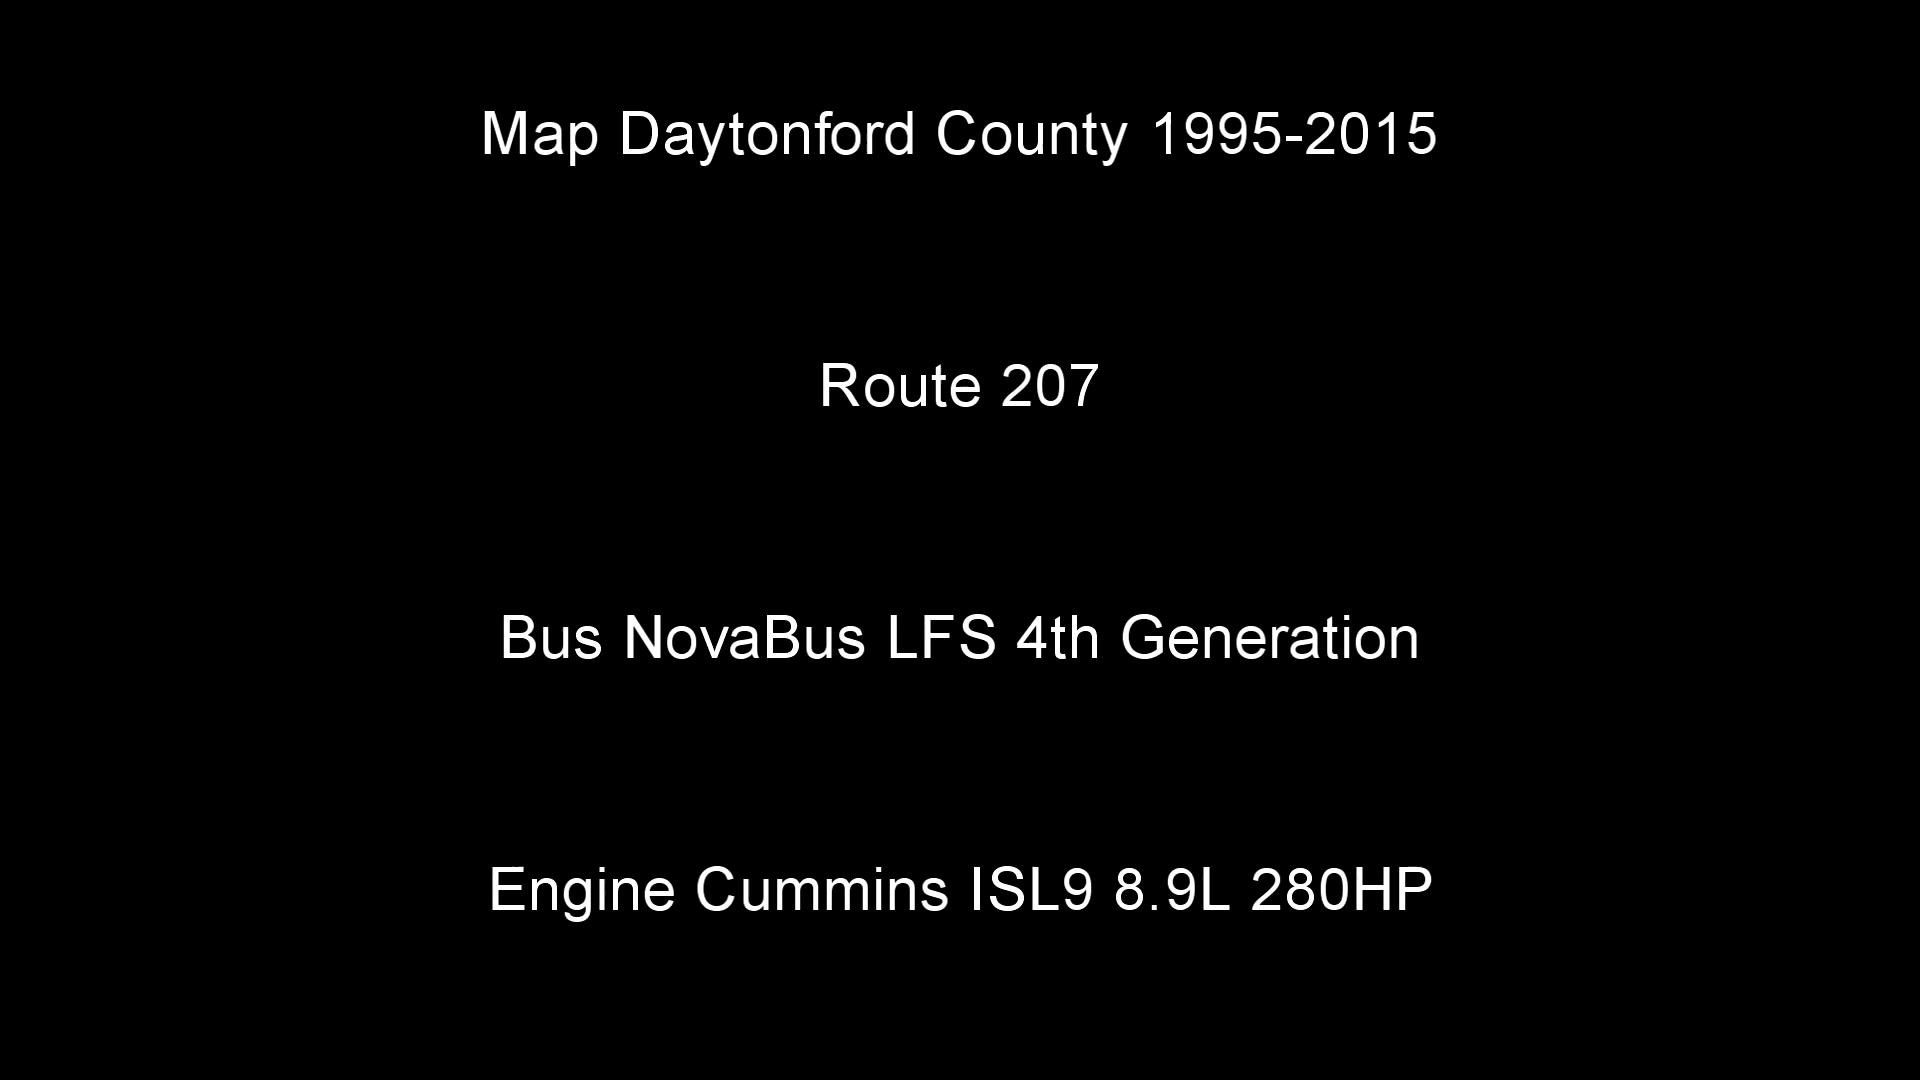 Map Daytonford County 1995-2015
Route 207
Bus NovaBus LFS 4th Generation
Engine Cummins ISL9 8.9L 280HP